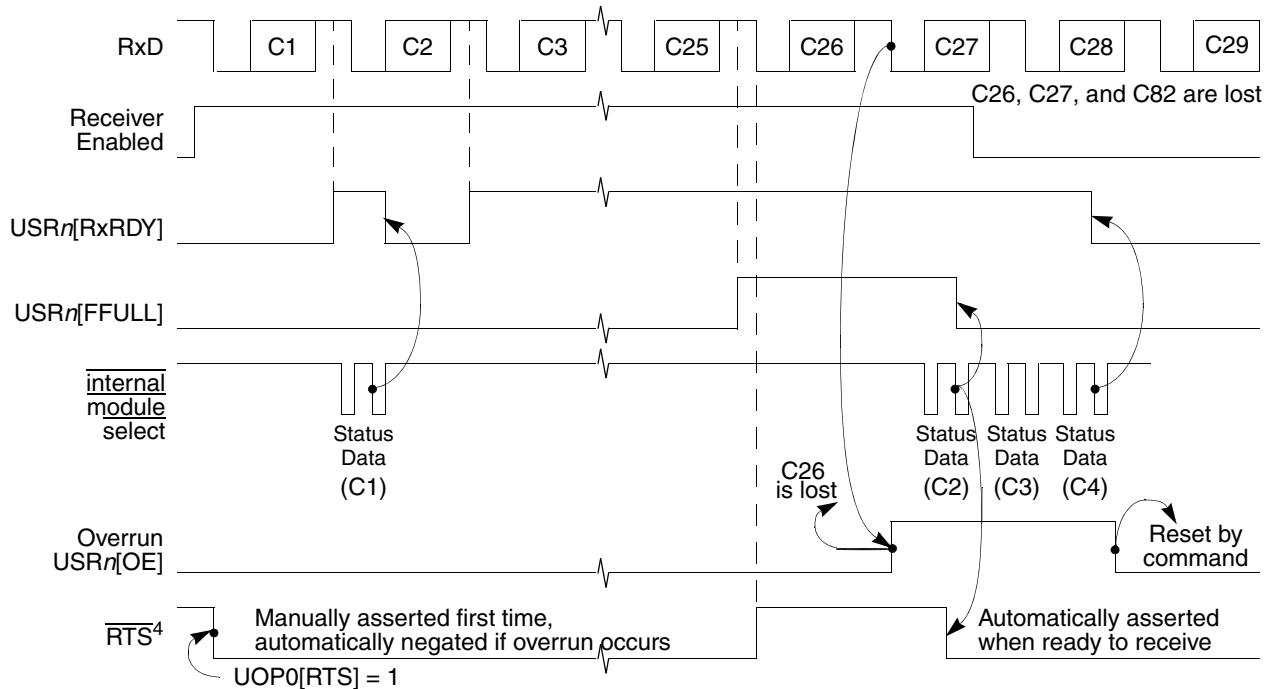 RxD
C1
C2
C3
C25
C26
C27
C28
C29
C26, C27, and C82 are lost
Receiver
Enabled
USRn[RxRDY]
USRn[FFULL]
internal
module
select
Status
Data
(C1)
Status
Data
(C2)
Status
Data
(C3)
Status
Data
(C4)
C26
is lost
Overrun
USRn[OE]
Reset by
command
RTS4
Manually asserted first time,
automatically negated if overrun occurs
Automatically asserted
when ready to receive
UOP0[RTS] = 1